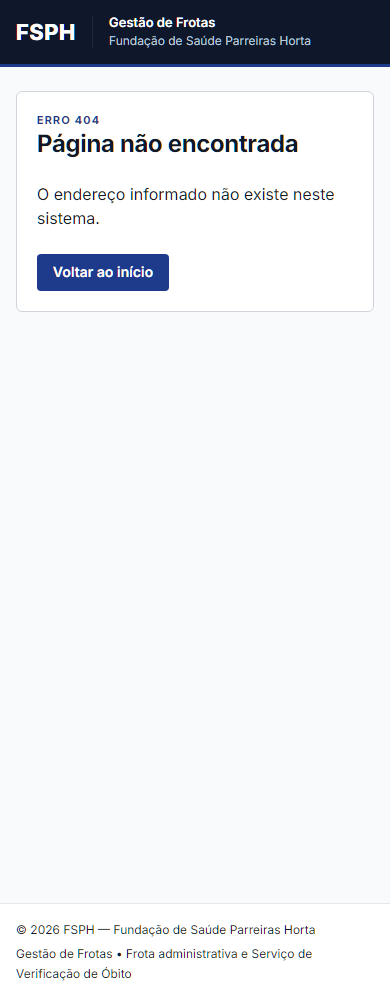 FSPH
Gestão de Frotas
Fundação de Saúde Parreiras Horta
ERRO 404
Página não encontrada
O endereço informado não existe neste
sistema.
Voltar ao início
© 2026 FSPH — Fundação de Saúde Parreiras Horta
Gestão de Frotas • Frota administrativa e Serviço de
Verificação de Óbito